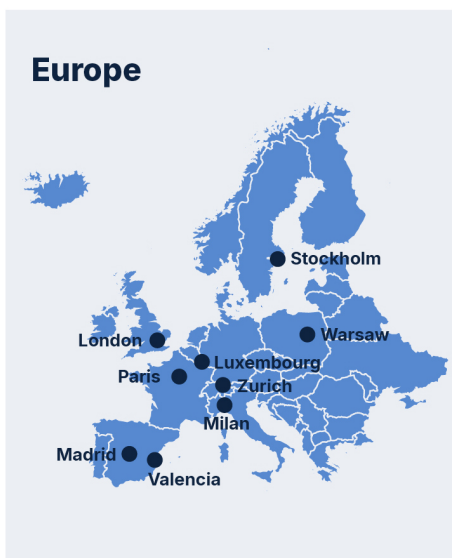 Europe
Stockholm
Warsaw
London
Luxembourg
Paris
Zurich
Milan
Madrid
Valencia